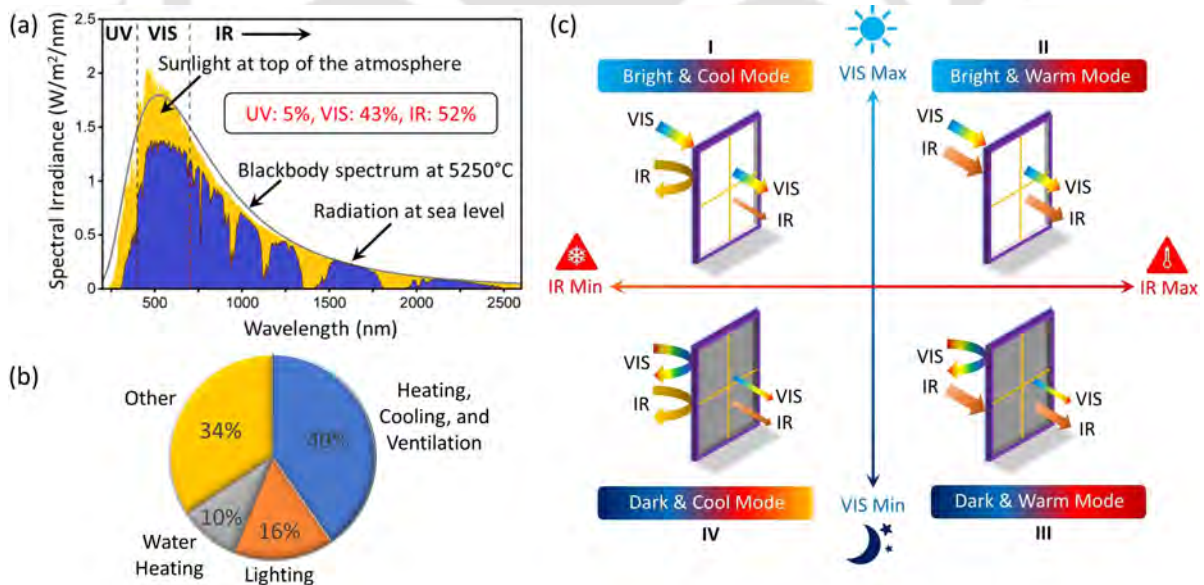 (a)
2.5
2
1.5
1
0.5
0
Spectral Irradiance (W/m²/nm)
UV VIS IR
Sunlight at top of the atmosphere
UV: 5%, VIS: 43%, IR: 52%
Blackbody spectrum at 5250°C
Radiation at sea level
500 1000 1500 2000 2500
Wavelength (nm)
(b)
Other
34%
Heating,
Cooling, and
Ventilation
40%
10%
16%
Water
Heating
Lighting
(c)
I
Bright & Cool Mode
VIS
IR
VIS
IR
VIS Max
II
Bright & Warm Mode
VIS
IR
VIS
IR
IR Min
IR Max
VIS
IR
VIS
IR
Dark & Cool Mode
IV
VIS Min
VIS
IR
VIS
IR
Dark & Warm Mode
III